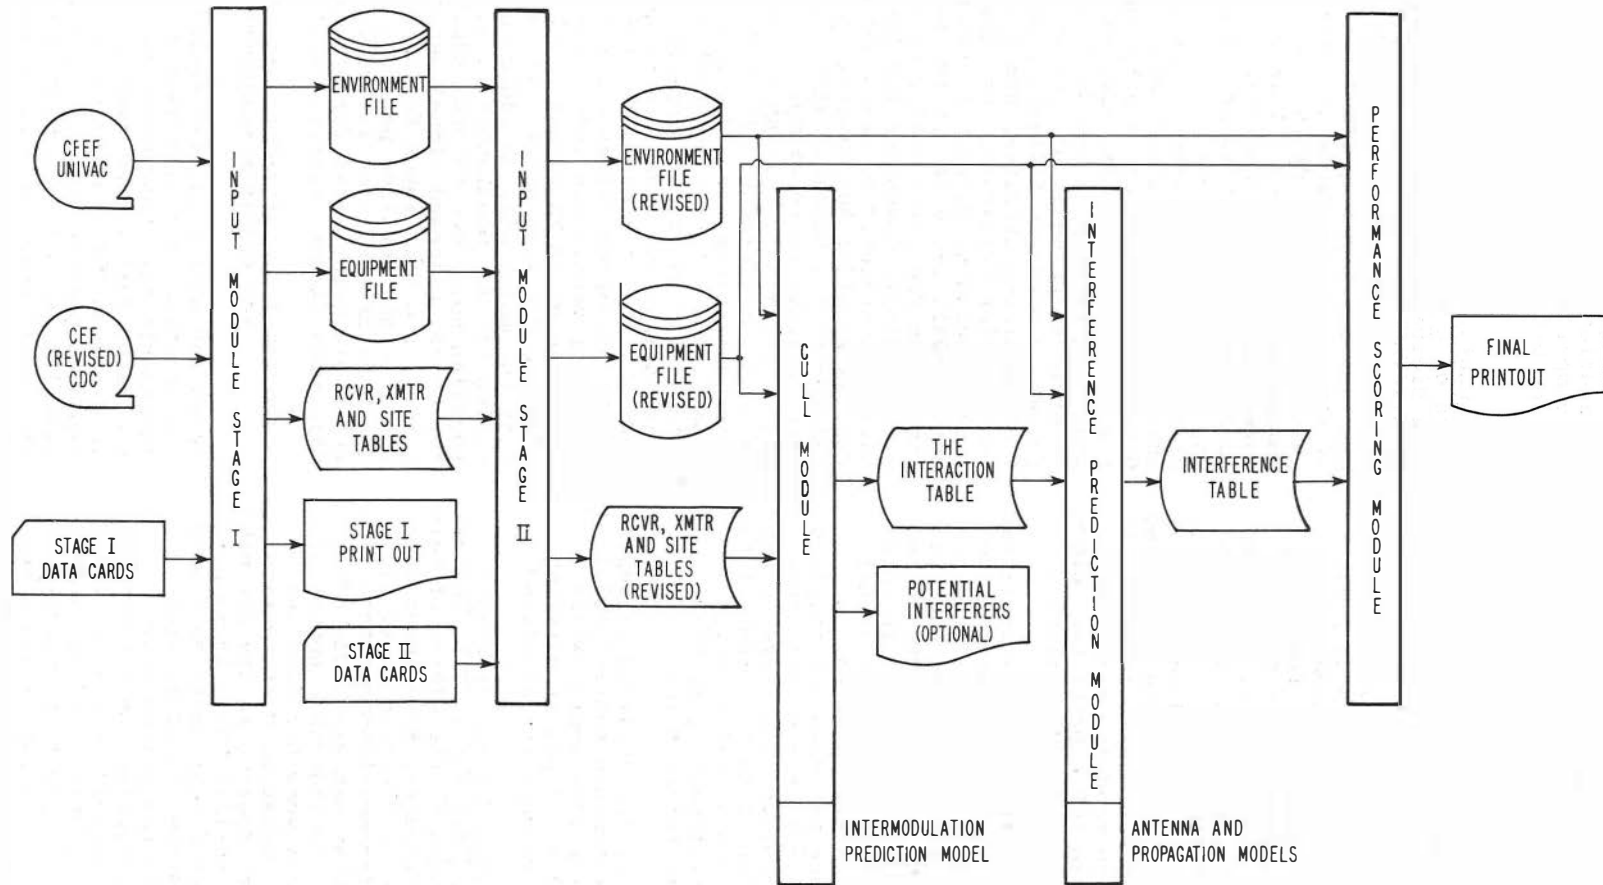 CFEF
UNIVAC
CEF
(REVISED)
CDC
STAGE I
DATA CARDS
INPUT MODULE STAGE I
ENVIRONMENT
FILE
EQUIPMENT
FILE
RCVR, XMTR
AND SITE
TABLES
STAGE I
PRINT OUT
STAGE II
DATA CARDS
INPUT MODULE STAGE II
ENVIRONMENT
FILE
(REVISED)
EQUIPMENT
FILE
(REVISED)
RCVR, XMTR
AND SITE
TABLES
(REVISED)
CULL MODULE
INTERMODULATION
PREDICTION MODEL
THE
INTERACTION
TABLE
POTENTIAL
INTERFERERS
(OPTIONAL)
INTERFERENCE PREDICTION MODULE
ANTENNA AND
PROPAGATION MODELS
INTERFERENCE
TABLE
PERFORMANCE SCORING MODULE
FINAL
PRINTOUT